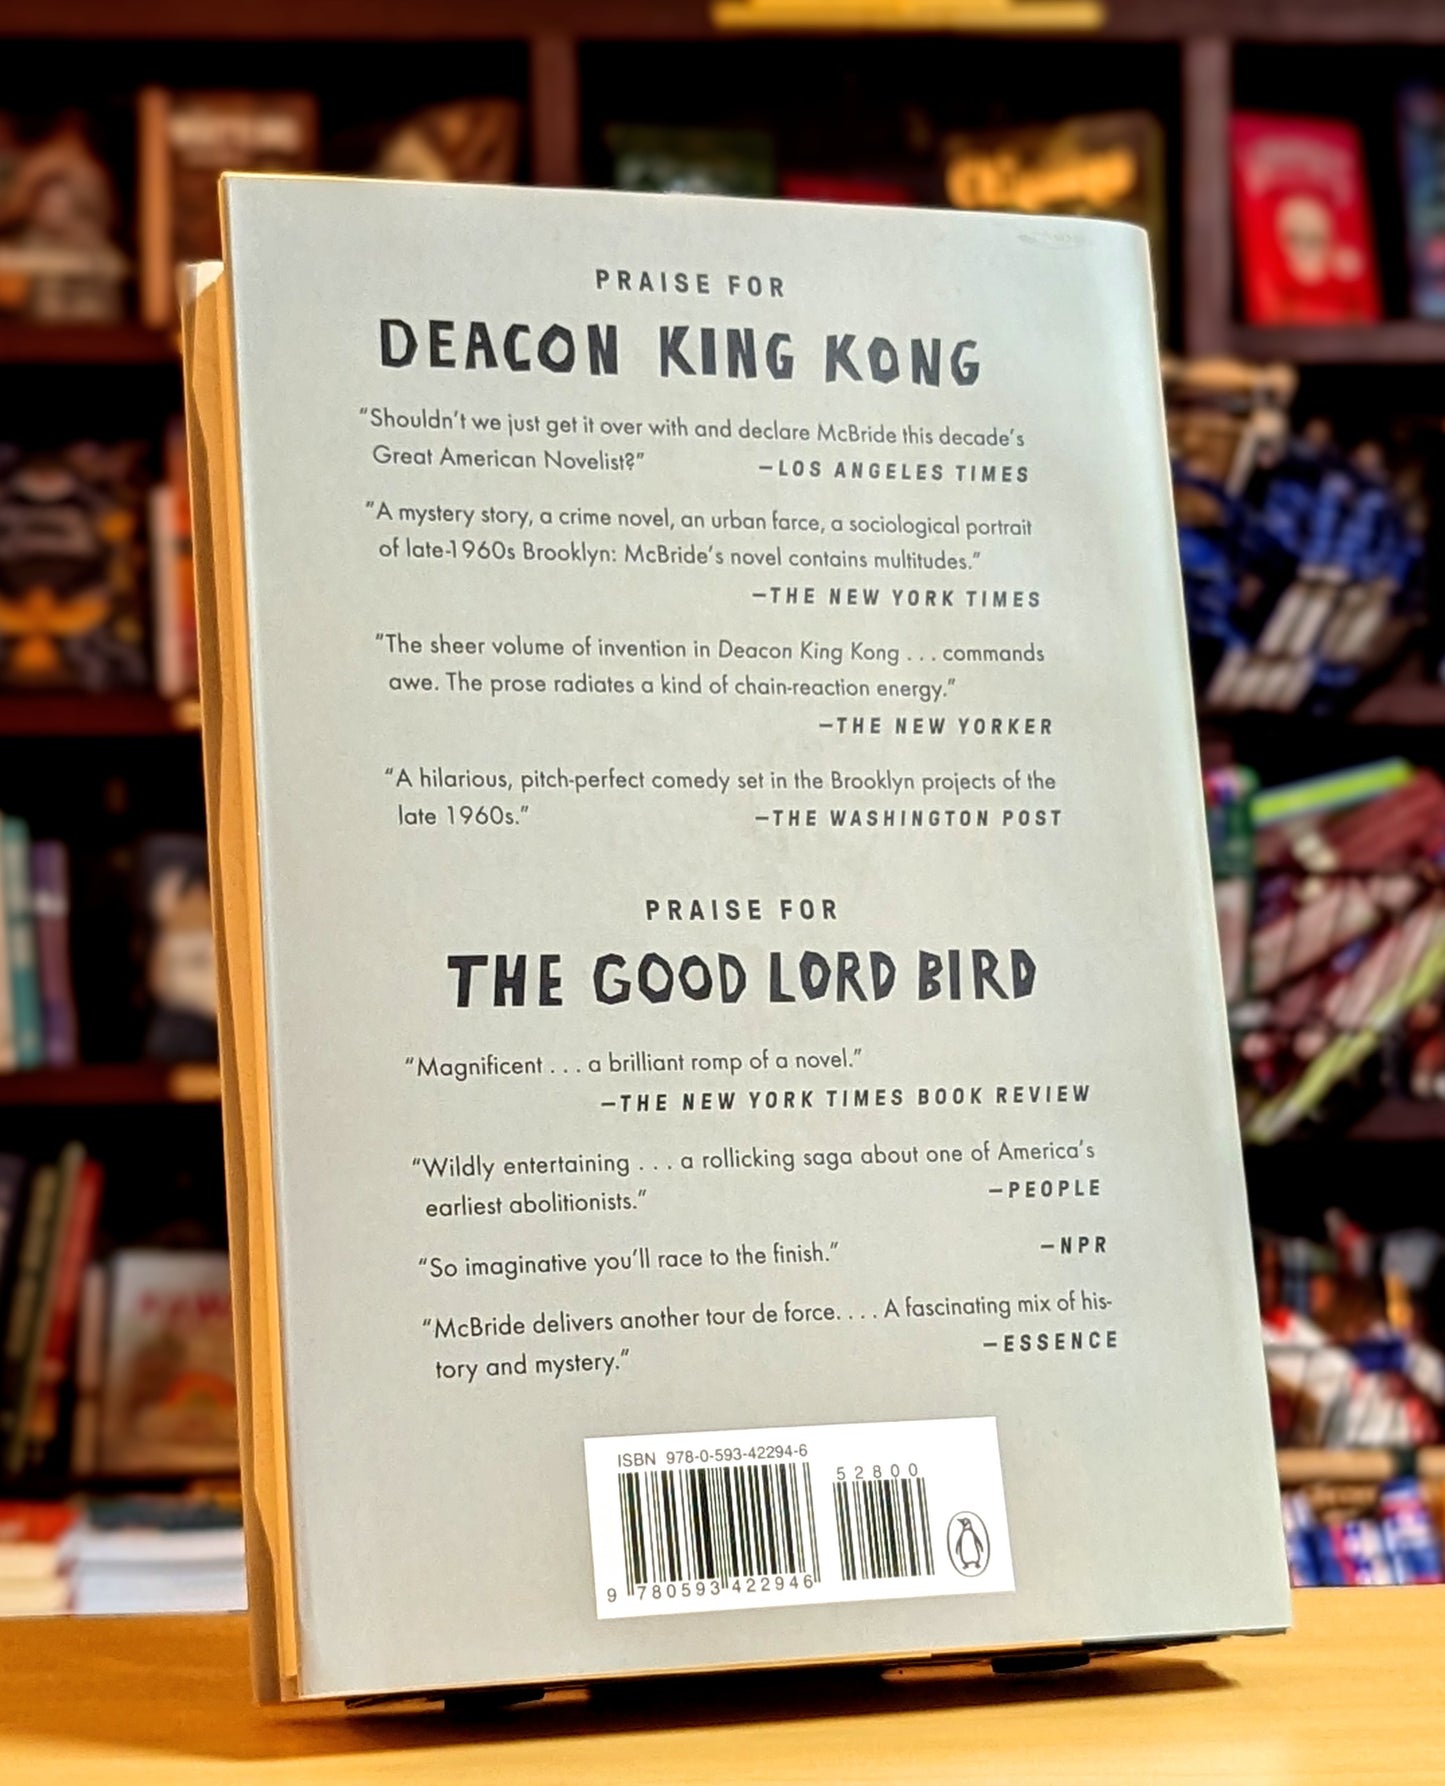 PRAISE FOR
DEACON KING KONG
“Shouldn’t we just get it over with and declare McBride this decade’s
Great American Novelist?” –LOS ANGELES TIMES
“A mystery story, a crime novel, an urban farce, a sociological portrait
of late-1960s Brooklyn: McBride’s novel contains multitudes.”
–THE NEW YORK TIMES
“The sheer volume of invention in Deacon King Kong . . . commands
awe. The prose radiates a kind of chain-reaction energy.”
–THE NEW YORKER
“A hilarious, pitch-perfect comedy set in the Brooklyn projects of the
late 1960s.” –THE WASHINGTON POST
PRAISE FOR
THE GOOD LORD BIRD
“Magnificent . . . a brilliant romp of a novel.”
–THE NEW YORK TIMES BOOK REVIEW
“Wildly entertaining . . . a rollicking saga about one of America’s
earliest abolitionists.” –PEOPLE
“So imaginative you’ll race to the finish.” –NPR
“McBride delivers another tour de force. . . . A fascinating mix of his-
tory and mystery.” –ESSENCE
ISBN 978-0-593-42294-6
52800
9 780593 422946